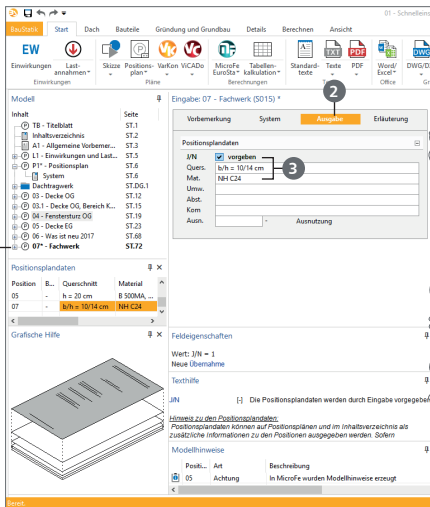 01 - Schnelleins
BauStatik Start Dach Bauteile Gründung und Grundbau Details Berechnen Ansicht
EW
Einwirkungen Last-annahmen Skizze Positions-plan VarKon ViCADo MicroFe EuroSta Tabellen-kalkulation Standard-texte Texte PDF Word/Excel DWG/D
Einwirkungen Pläne Berechnungen Office
Modell
Inhalt Seite
TB - Titelblatt ST.1
Inhaltsverzeichnis ST.2
A1 - Allgemeine Vorbemer... ST.3
L1 - Einwirkungen und Last... ST.5
P1* - Positionsplan ST.6
System ST.6
Dachtragwerk ST.DG.1
03 - Decke OG ST.12
03.1 - Decke OG, Bereich K... ST.15
04 - Fenstersturz OG ST.19
05 - Decke EG ST.23
06 - Was ist neu 2017 ST.68
07* - Fachwerk ST.72
Positionsplandaten
Position B... Querschnitt Material
05 - h = 20 cm B 500MA, ...
07 - b/h = 10/14 cm NH C24
Grafische Hilfe
Eingabe: 07 - Fachwerk (S015) *
2
Vorbemerkung System Ausgabe Erläuterung
Positionsplandaten
J/N vorgeben
Quers. b/h = 10/14 cm
3
Mat. NH C24
Umw.
Abst.
Kom
Ausn. - Ausnutzung
Feldeigenschaften
Wert: J/N = 1
Neue Übernahme
Texthilfe
J/N [-] Die Positionsplandaten werden durch Eingabe vorgegeben
Hinweis zu den Positionsplandaten:
Positionsplandaten können auf Positionsplänen und im Inhaltsverzeichnis als
zusätzliche Informationen zu den Positionen ausgegeben werden. Sofern
Modellhinweise
Positi... Art Beschreibung
05 Achtung In MicroFe wurden Modellhinweise erzeugt
Bereit.